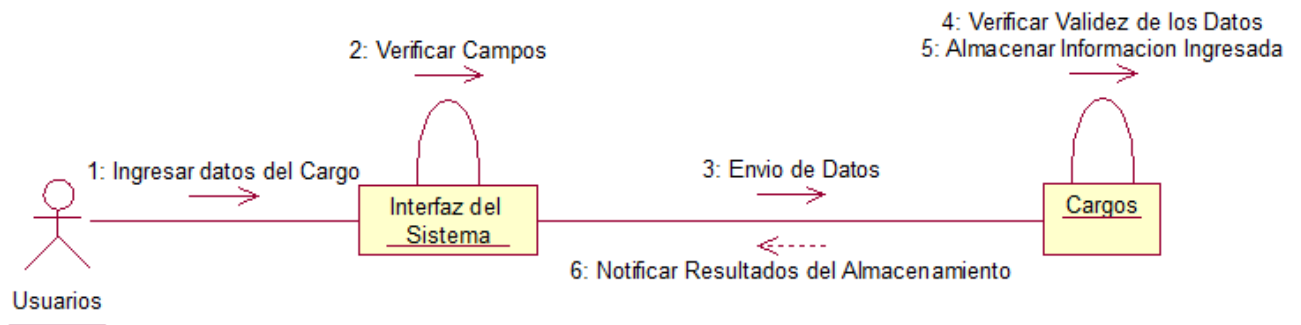 4: Verificar Validez de los Datos
2: Verificar Campos
5: Almacenar Informacion Ingresada
1: Ingresar datos del Cargo
3: Envio de Datos
Interfaz del
Sistema
Cargos
6: Notificar Resultados del Almacenamiento
Usuarios